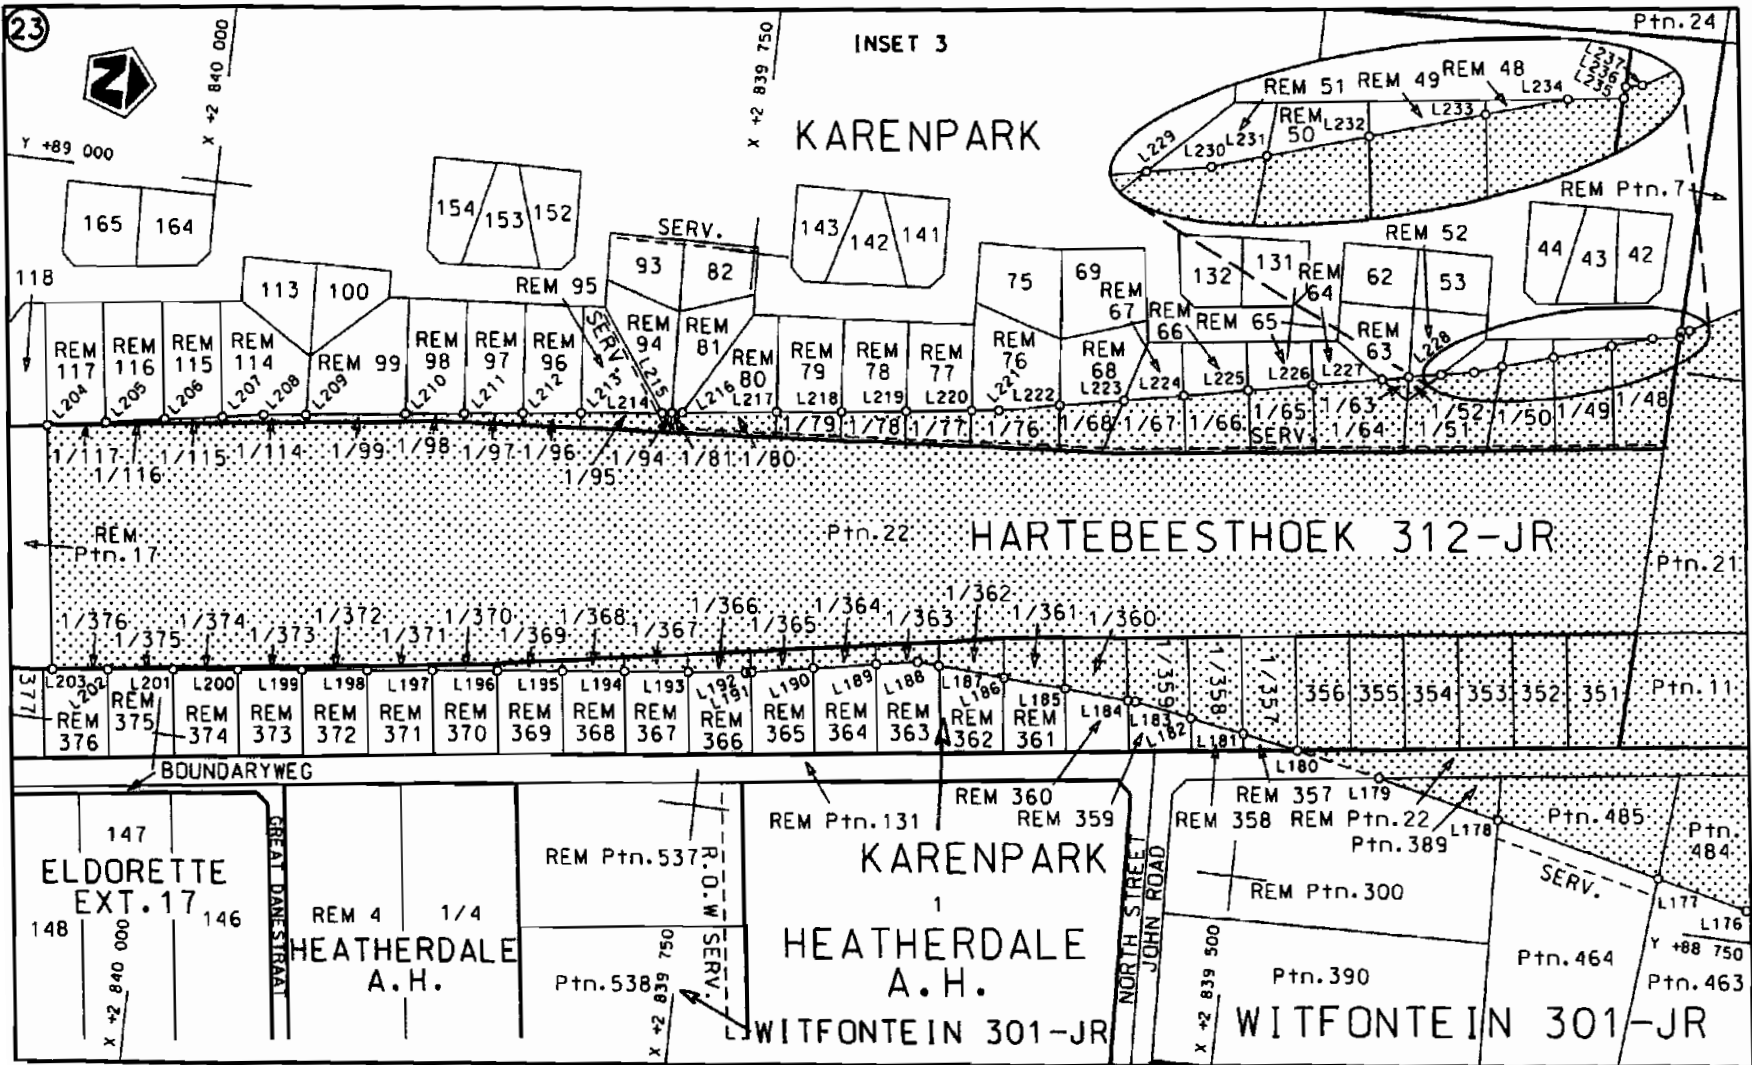 23
INSET 3
Ptn.24
N
X +2 840 000
X +2 839 750
Y +89 000
KARENPARK
REM 51
REM 49
REM 48
L234
L237
L236
L235
L233
L232
REM
50
L231
L230
L229
REM Ptn.7
165
164
154
153
152
SERV.
143
142
141
REM 52
44
43
42
118
113
100
REM 95
93
82
75
69
132
131
62
53
REM
67
REM
66
REM 65
REM
64
REM
117
REM
116
REM
115
REM
114
REM 99
REM
98
REM
97
REM
96
SERV.
REM
94
REM
81
REM
80
REM
79
REM
78
REM
77
REM
76
REM
68
REM
63
L204
L205
L206
L207
L208
L209
L210
L211
L212
L213
L214
L215
L216
L217
L218
L219
L220
L221
L222
L223
L224
L225
L226
L227
L228
1/117
1/116
1/115
1/114
1/99
1/98
1/97
1/96
1/95
1/94
1/81
1/80
1/79
1/78
1/77
1/76
1/68
1/67
1/66
1/65
SERV.
1/63
1/64
1/52
1/51
1/50
1/49
1/48
REM
Ptn.17
Ptn.22
HARTEBEESTHOEK 312-JR
Ptn.21
1/376
1/375
1/374
1/373
1/372
1/371
1/370
1/369
1/368
1/367
1/366
1/365
1/364
1/363
1/362
1/361
1/360
1/359
1/358
1/357
356
355
354
353
352
351
Ptn.11
377
L203
L202
L201
L200
L199
L198
L197
L196
L195
L194
L193
L192
L191
L190
L189
L188
L187
L186
L185
L184
L183
L182
L181
L180
REM
376
REM
375
REM
374
REM
373
REM
372
REM
371
REM
370
REM
369
REM
368
REM
367
REM
366
REM
365
REM
364
REM
363
REM
362
REM
361
BOUNDARYWEG
REM 360
REM 359
REM Ptn.131
REM 357
L179
REM 358
REM Ptn.22
Ptn.389
L178
Ptn.485
Ptn.
484
147
ELDORETTE
EXT.17
148
146
X +2 840 000
GREAT DANESTRAAT
REM 4
1/4
HEATHERDALE
A.H.
REM Ptn.537
Ptn.538
R.O.W SERV.
X +2 839 750
KARENPARK
1
HEATHERDALE
A.H.
WITFONTEIN 301-JR
NORTH STREET
JOHN ROAD
REM Ptn.300
SERV.
L177
L176
Y +88 750
X +2 839 500
Ptn.390
Ptn.464
Ptn.463
WITFONTEIN 301-JR